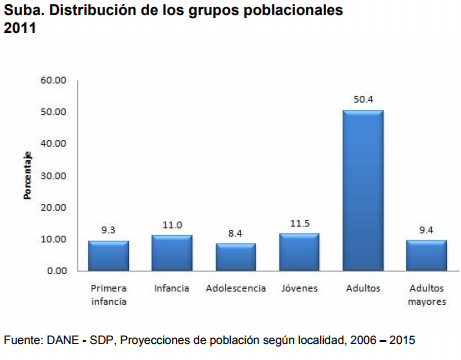 Suba. Distribución de los grupos poblacionales
2011
60.00
50.00
40.00
30.00
20.00
10.00
0.00
Porcentaje
9.3
11.0
8.4
11.5
50.4
9.4
Primera
infancia
Infancia
Adolescencia
Jóvenes
Adultos
Adultos
mayores
Fuente: DANE - SDP, Proyecciones de población según localidad, 2006 – 2015